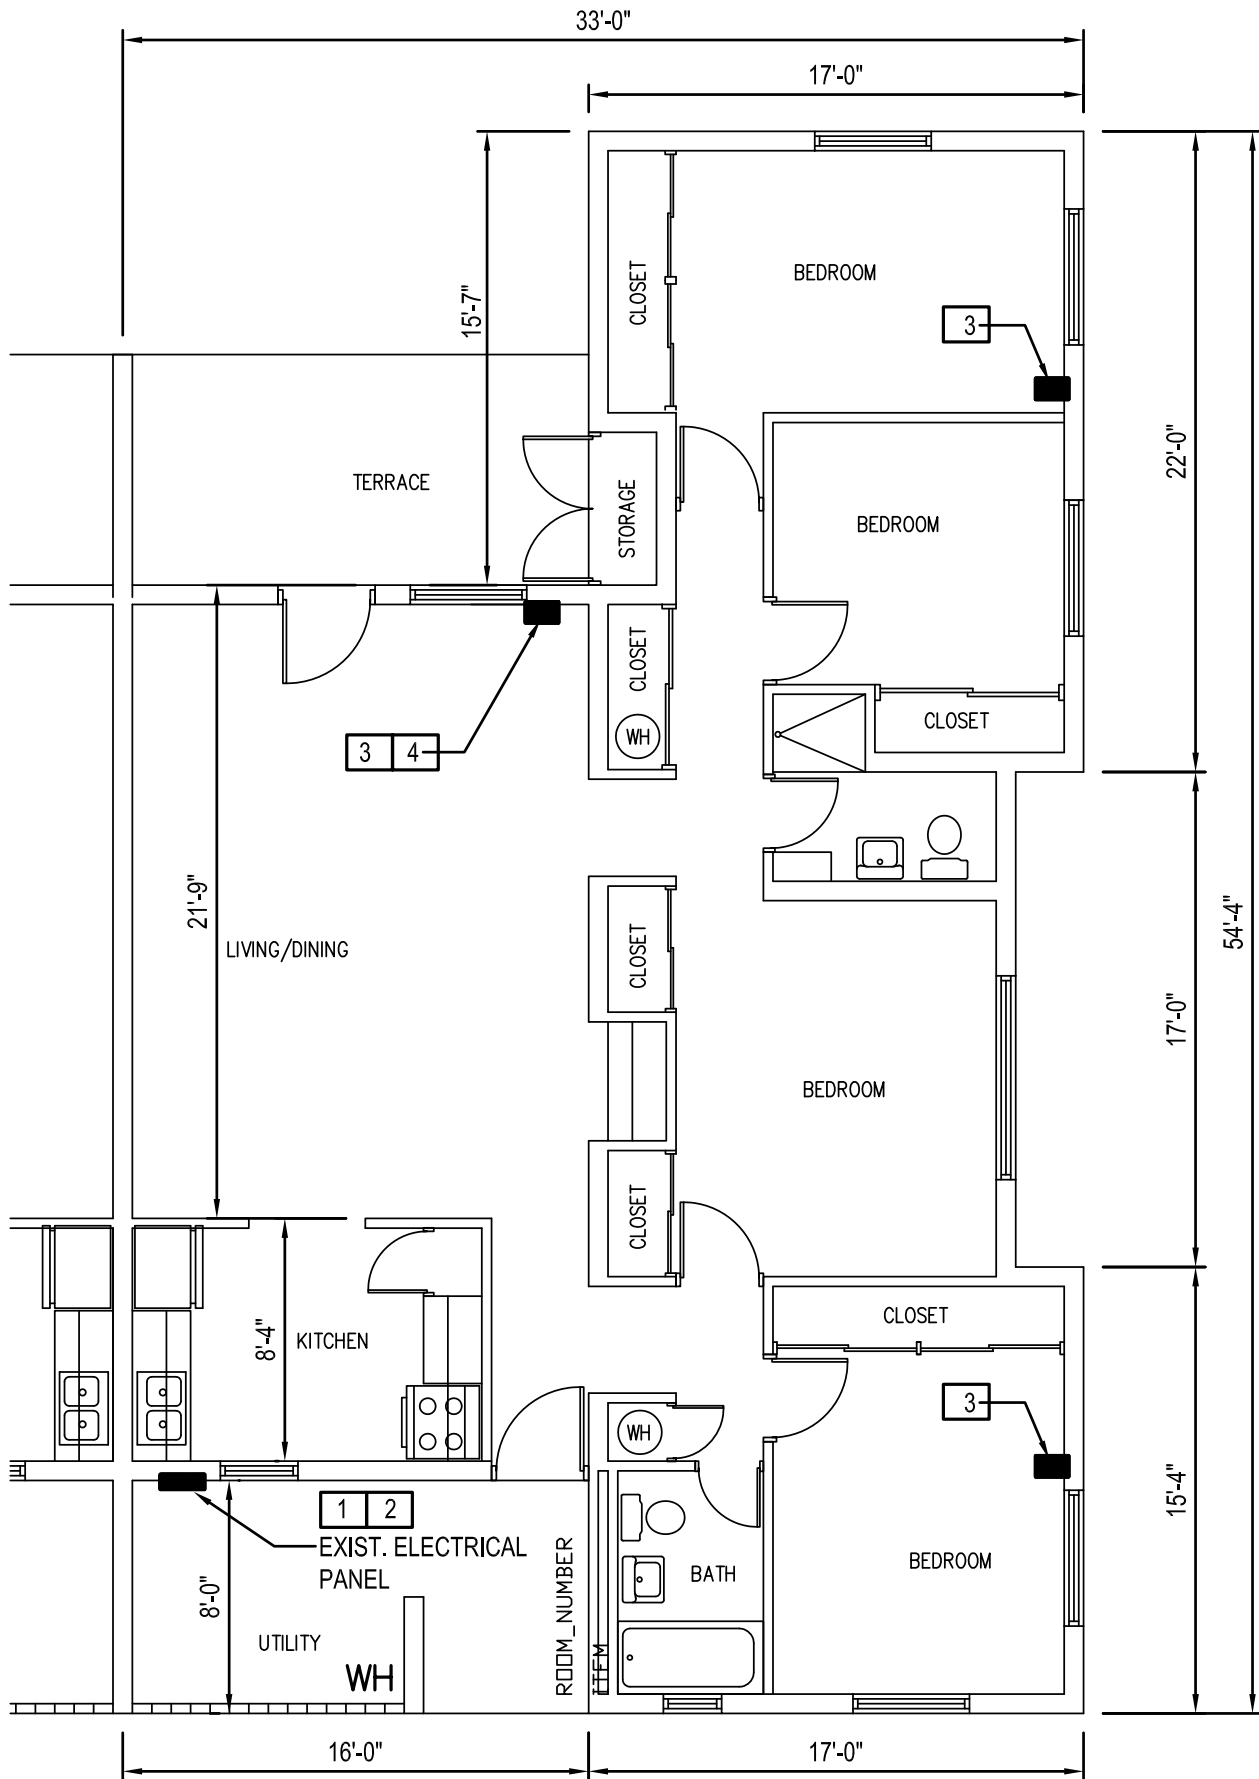 33'-0"
17'-0"
BEDROOM
CLOSET
15'-7"
3
22'-0"
TERRACE
STORAGE
BEDROOM
CLOSET
CLOSET
WH
3 4
21'-9"
LIVING/DINING
CLOSET
54'-4"
17'-0"
BEDROOM
CLOSET
CLOSET
8'-4"
KITCHEN
3
WH
15'-4"
1 2
EXIST. ELECTRICAL
PANEL
ROOM_NUMBER
ITEM
BATH
BEDROOM
8'-0"
UTILITY
WH
16'-0"
17'-0"